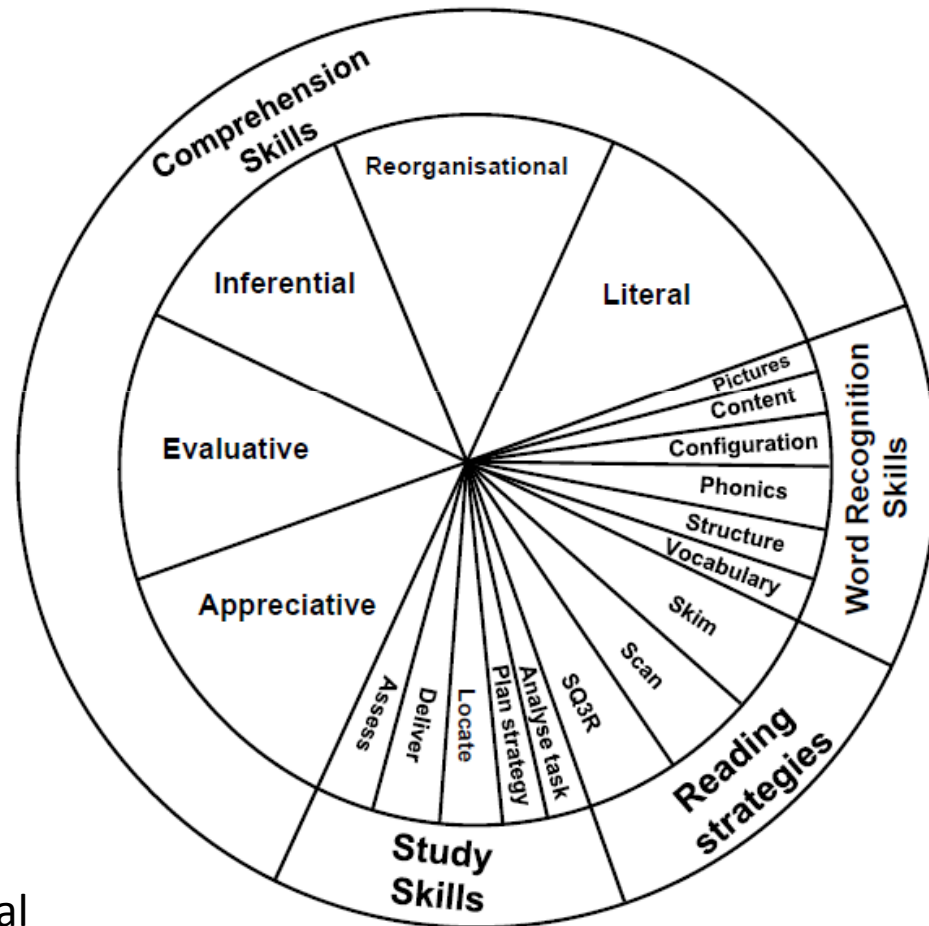 Comprehension
Skills
Reorganisational
Literal
Inferential
Evaluative
Appreciative
Pictures
Content
Configuration
Phonics
Structure
Vocabulary
Word Recognition
Skills
Skim
Scan
SQ3R
Reading
strategies
Analyse task
Plan strategy
Locate
Deliver
Assess
Study
Skills
al